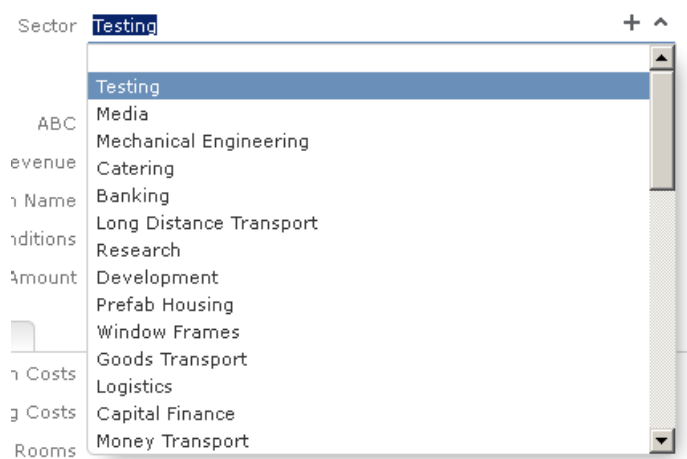 Sector Testing
Testing
Media
ABC
Mechanical Engineering
evenue
Catering
Name
Banking
Long Distance Transport
nditions
Research
Amount
Development
Prefab Housing
Window Frames
Goods Transport
Costs
Logistics
g Costs
Capital Finance
Rooms
Money Transport